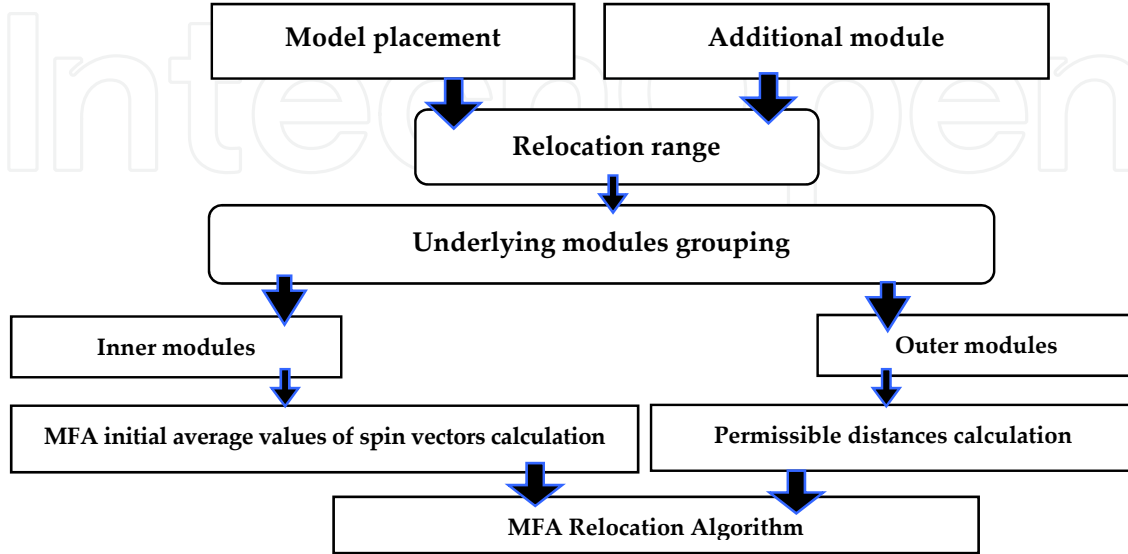 IntechOpen
Model placement
Additional module
Relocation range
Underlying modules grouping
Inner modules
Outer modules
MFA initial average values of spin vectors calculation
Permissible distances calculation
MFA Relocation Algorithm